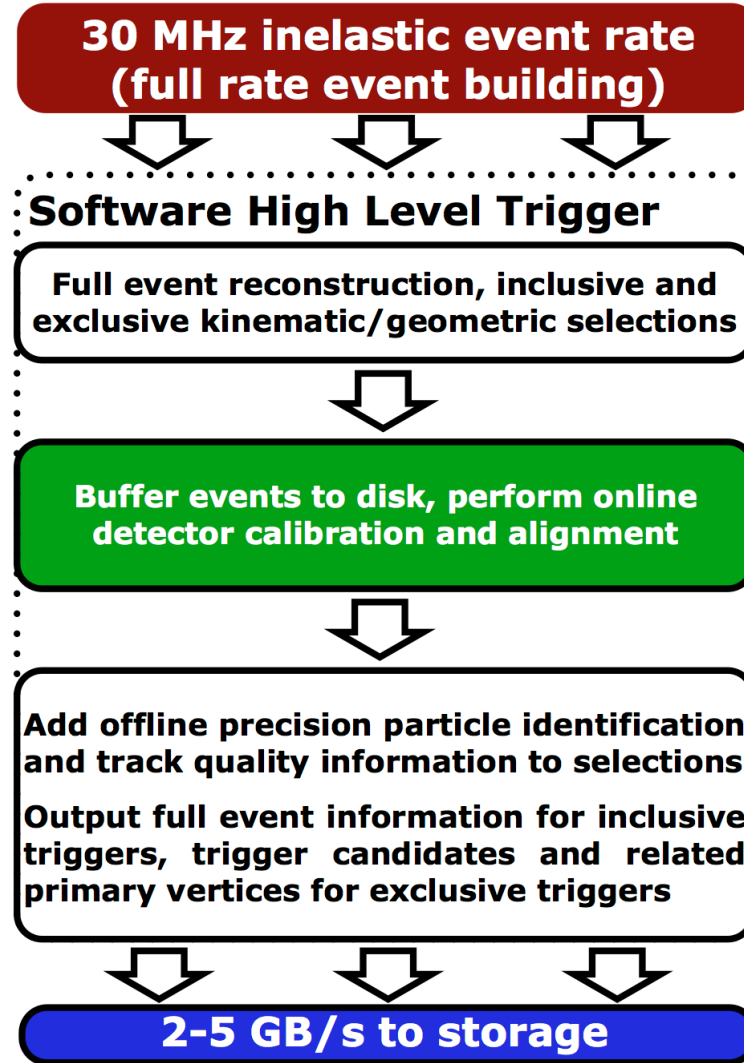 30 MHz inelastic event rate
(full rate event building)
Software High Level Trigger
Full event reconstruction, inclusive and
exclusive kinematic/geometric selections
Buffer events to disk, perform online
detector calibration and alignment
Add offline precision particle identification
and track quality information to selections
Output full event information for inclusive
triggers, trigger candidates and related
primary vertices for exclusive triggers
2-5 GB/s to storage